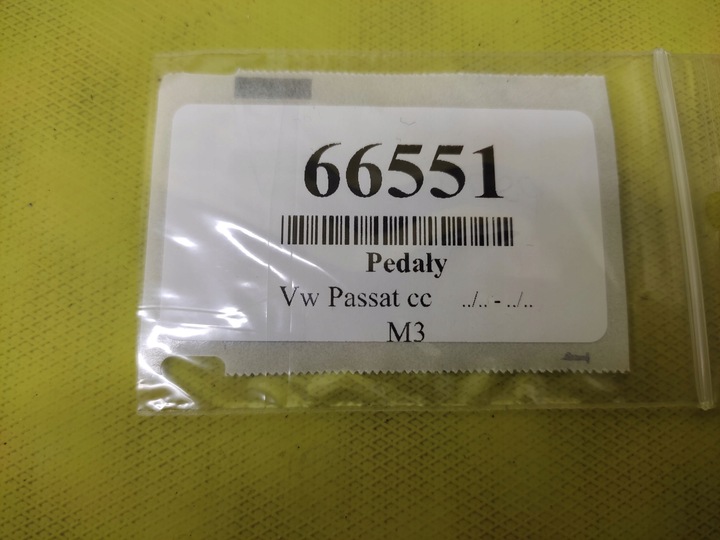 66551
Pedały
Vw Passat cc ../.. - ../..
M3